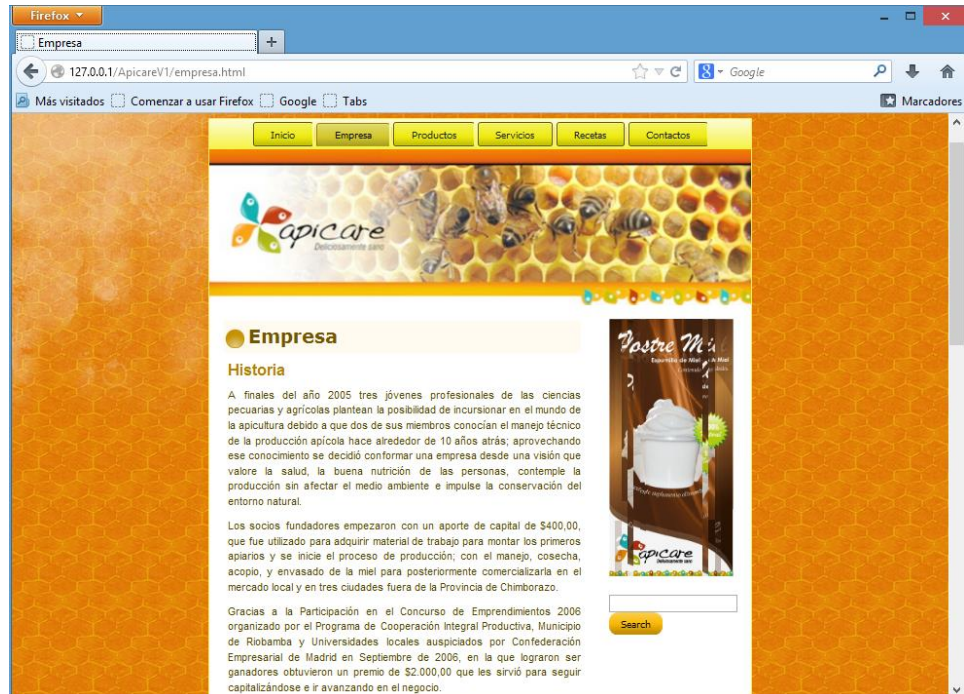 Firefox
Empresa
127.0.0.1/ApicareV1/empresa.html
Google
Más visitados Comenzar a usar Firefox Google Tabs Marcadores
Inicio Empresa Productos Servicios Recetas Contactos
apicare
Deliciosamente sano
Empresa
Historia
A finales del año 2005 tres jóvenes profesionales de las ciencias
pecuarias y agrícolas plantean la posibilidad de incursionar en el mundo de
la apicultura debido a que dos de sus miembros conocían el manejo técnico
de la producción apícola hace alrededor de 10 años atrás; aprovechando
ese conocimiento se decidió conformar una empresa desde una visión que
valore la salud, la buena nutrición de las personas, contemple la
producción sin afectar el medio ambiente e impulse la conservación del
entorno natural.
Los socios fundadores empezaron con un aporte de capital de $400,00,
que fue utilizado para adquirir material de trabajo para montar los primeros
apiarios y se inicie el proceso de producción; con el manejo, cosecha,
acopio, y envasado de la miel para posteriormente comercializarla en el
mercado local y en tres ciudades fuera de la Provincia de Chimborazo.
Gracias a la Participación en el Concurso de Emprendimientos 2006
organizado por el Programa de Cooperación Integral Productiva, Municipio
de Riobamba y Universidades locales auspiciados por Confederación
Empresarial de Madrid en Septiembre de 2006, en la que lograron ser
ganadores obtuvieron un premio de $2.000,00 que les sirvió para seguir
capitalizándose e ir avanzando en el negocio.
Postre Miel
Espumilla de Miel
apicare
Deliciosamente sano
Search